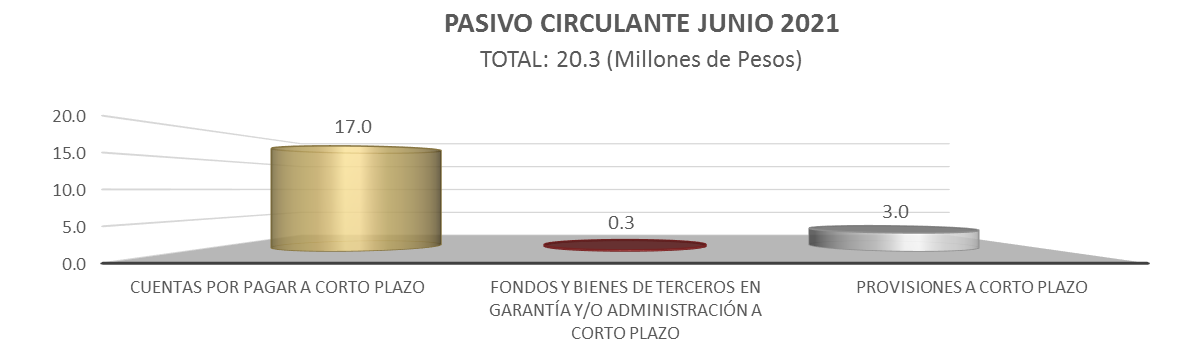 PASIVO CIRCULANTE JUNIO 2021
TOTAL: 20.3 (Millones de Pesos)
20.0
15.0
10.0
5.0
0.0
17.0
0.3
3.0
CUENTAS POR PAGAR A CORTO PLAZO
FONDOS Y BIENES DE TERCEROS EN
GARANTÍA Y/O ADMINISTRACIÓN A
CORTO PLAZO
PROVISIONES A CORTO PLAZO